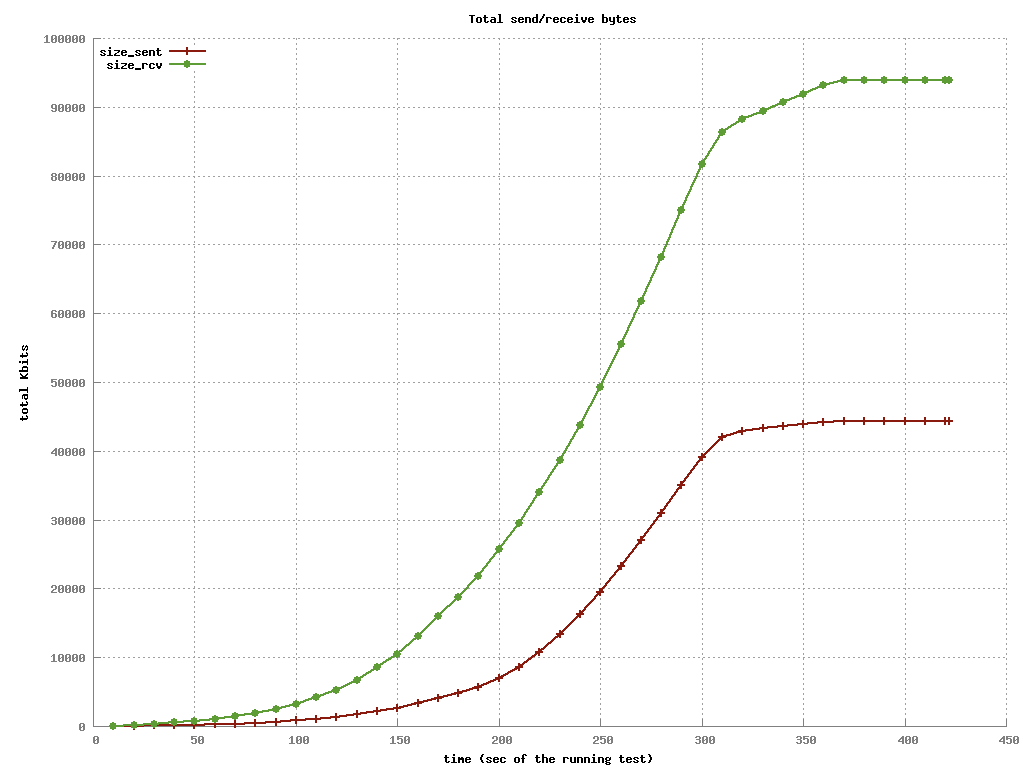 Total send/receive bytes
100000
size_sent
size_rcv
90000
80000
70000
60000
50000
total Kbits
40000
30000
20000
10000
0
0 50 100 150 200 250 300 350 400 450
time (sec of the running test)